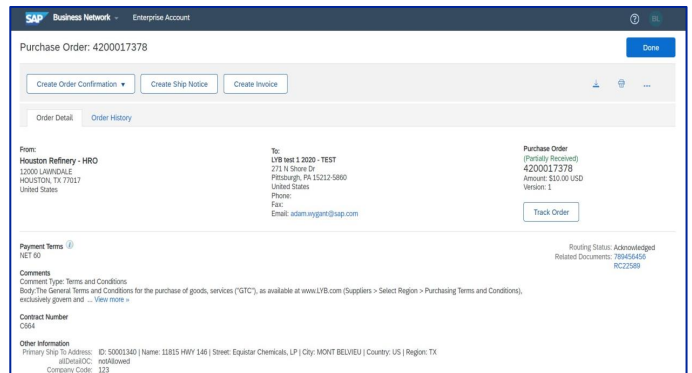 SAP Business Network Enterprise Account ? BL
Purchase Order: 4200017378 Done
Create Order Confirmation ▼ Create Ship Notice Create Invoice ...
Order Detail Order History
From:
Houston Refinery - HRO
12000 LAWNDALE
HOUSTON, TX 77017
United States
To:
LYB test 1 2020 - TEST
271 N Shore Dr
Pittsburgh, PA 15212-5860
United States
Phone:
Fax:
Email: adam.wygant@sap.com
Purchase Order
(Partially Received)
4200017378
Amount: $10.00 USD
Version: 1
Track Order
Payment Terms i
NET 60
Routing Status: Acknowledged
Related Documents: 789456456
RC22589
Comments
Comment Type: Terms and Conditions
Body:The General Terms and Conditions for the purchase of goods, services ("GTC"), as available at www.LYB.com (Suppliers > Select Region > Purchasing Terms and Conditions),
exclusively govern and ... View more »
Contract Number
C664
Other Information
Primary Ship To Address: ID: 50001340 | Name: 11815 HWY 146 | Street: Equistar Chemicals, LP | City: MONT BELVIEU | Country: US | Region: TX
allDetailOC: notAllowed
Company Code: 123